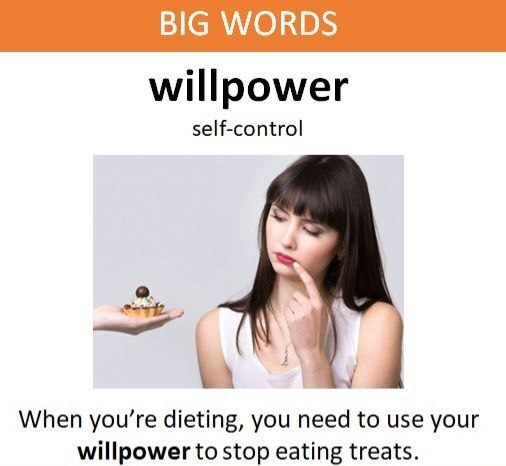 BIG WORDS
willpower
self-control
When you’re dieting, you need to use your
willpower to stop eating treats.